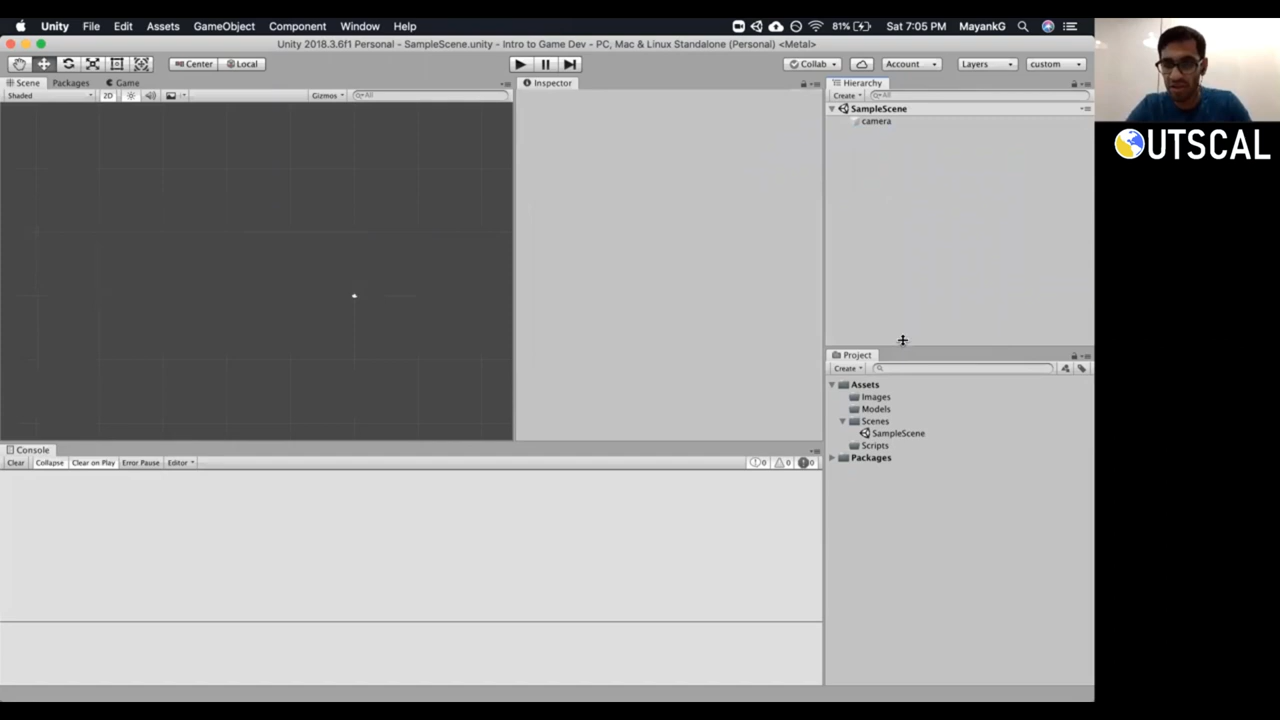 Unity File Edit Assets GameObject Component Window Help 81% Sat 7:05 PM MayankG
Unity 2018.3.6f1 Personal - SampleScene.unity - Intro to Game Dev - PC, Mac & Linux Standalone (Personal) <Metal>
Center Local Collab Account Layers custom
Scene Packages Game Inspector Hierarchy
Shaded 2D Gizmos All Create All
SampleScene
camera
OUTSCAL
Project
Create
Assets
Images
Models
Scenes
SampleScene
Scripts
Packages
Console
Clear Collapse Clear on Play Error Pause Editor 0 0 0